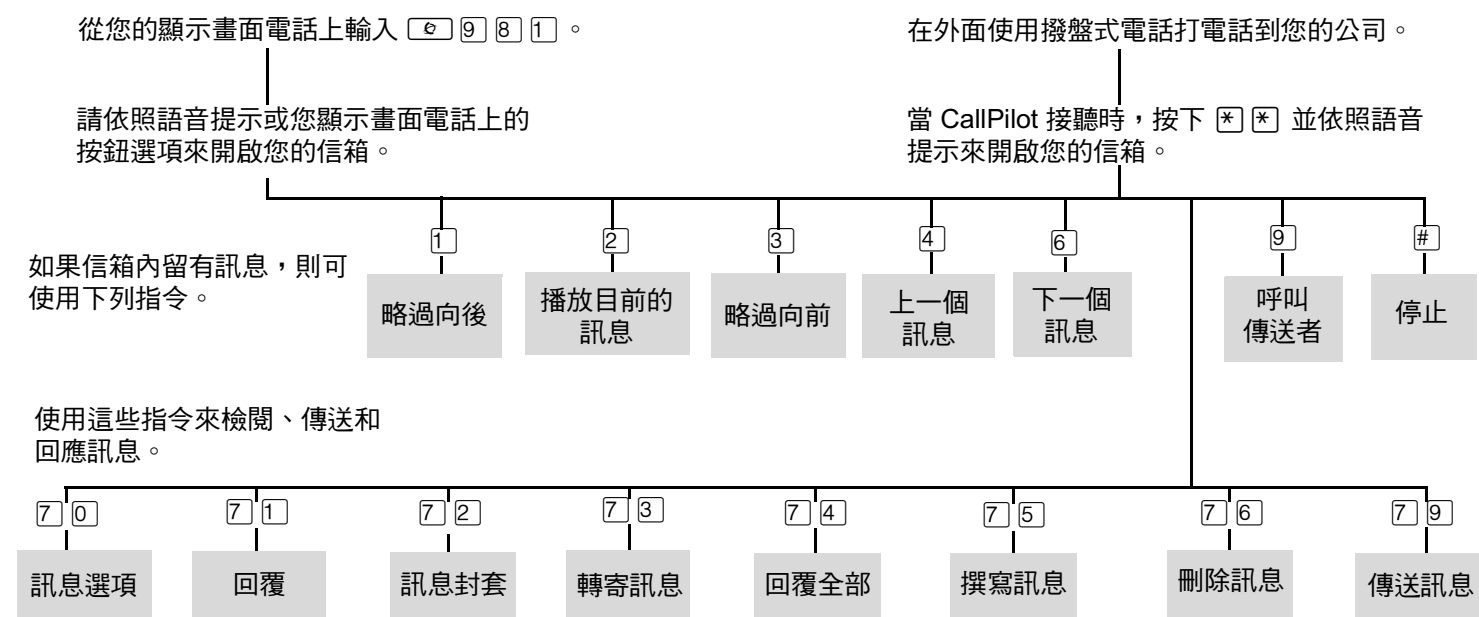 從您的顯示畫面電話上輸入 9 8 1 。
在外面使用撥盤式電話打電話到您的公司。
請依照語音提示或您顯示畫面電話上的
按鈕選項來開啟您的信箱。
當 CallPilot 接聽時，按下 * * 並依照語音
提示來開啟您的信箱。
如果信箱內留有訊息，則可
使用下列指令。
1
略過向後
2
播放目前的
訊息
3
略過向前
4
上一個
訊息
6
下一個
訊息
9
呼叫
傳送者
#
停止
使用這些指令來檢閱、傳送和
回應訊息。
7 0
訊息選項
7 1
回覆
7 2
訊息封套
7 3
轉寄訊息
7 4
回覆全部
7 5
撰寫訊息
7 6
刪除訊息
7 9
傳送訊息